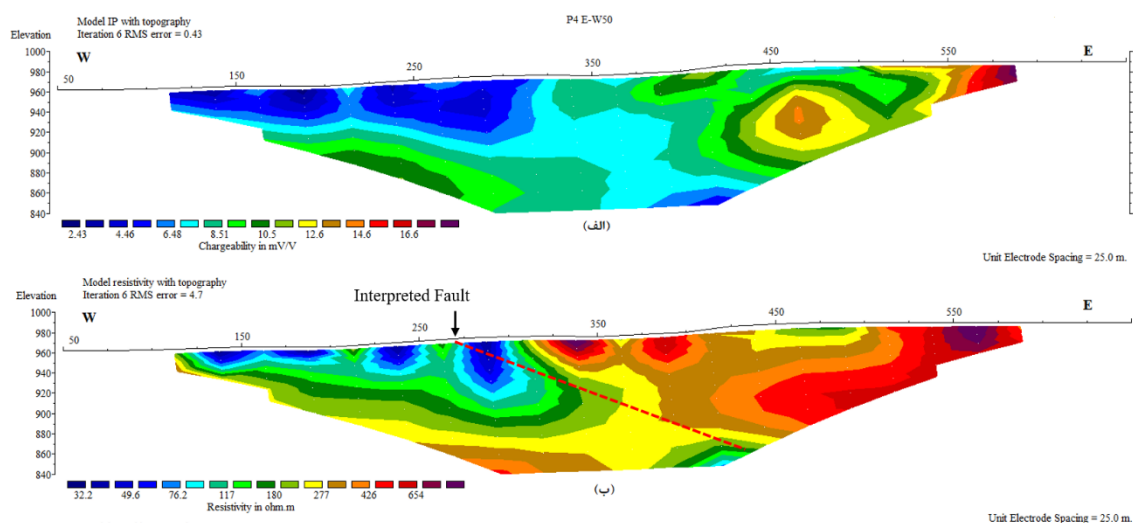 P4 E-W50
Model IP with topography
Iteration 6 RMS error = 0.43
Elevation
W
E
1000
980
960
940
920
900
880
860
840
50
150
250
350
450
550
2.43 4.46 6.48 8.51 10.5 12.6 14.6 16.6
Chargeability in mV/V
(الف)
Unit Electrode Spacing = 25.0 m.
Model resistivity with topography
Iteration 6 RMS error = 4.7
Interpreted Fault
Elevation
W
E
1000
980
960
940
920
900
880
860
840
50
150
250
350
450
550
32.2 49.6 76.2 117 180 277 426 654
Resistivity in ohm.m
(ب)
Unit Electrode Spacing = 25.0 m.